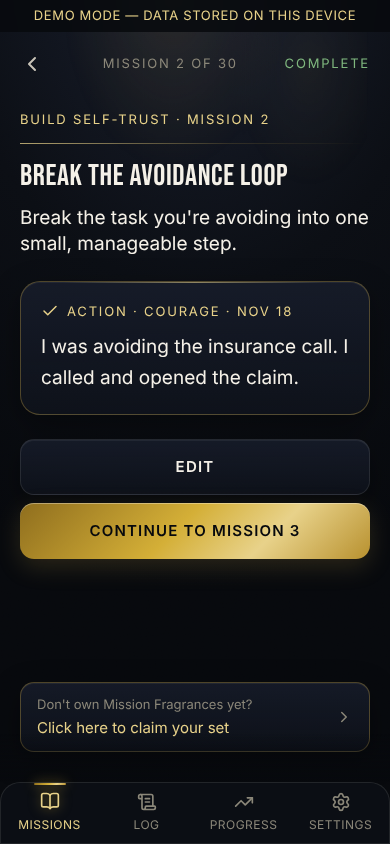 DEMO MODE — DATA STORED ON THIS DEVICE
MISSION 2 OF 30
COMPLETE
BUILD SELF-TRUST · MISSION 2
BREAK THE AVOIDANCE LOOP
Break the task you're avoiding into one
small, manageable step.
ACTION · COURAGE · NOV 18
I was avoiding the insurance call. I
called and opened the claim.
EDIT
CONTINUE TO MISSION 3
Don't own Mission Fragrances yet?
Click here to claim your set
MISSIONS
LOG
PROGRESS
SETTINGS